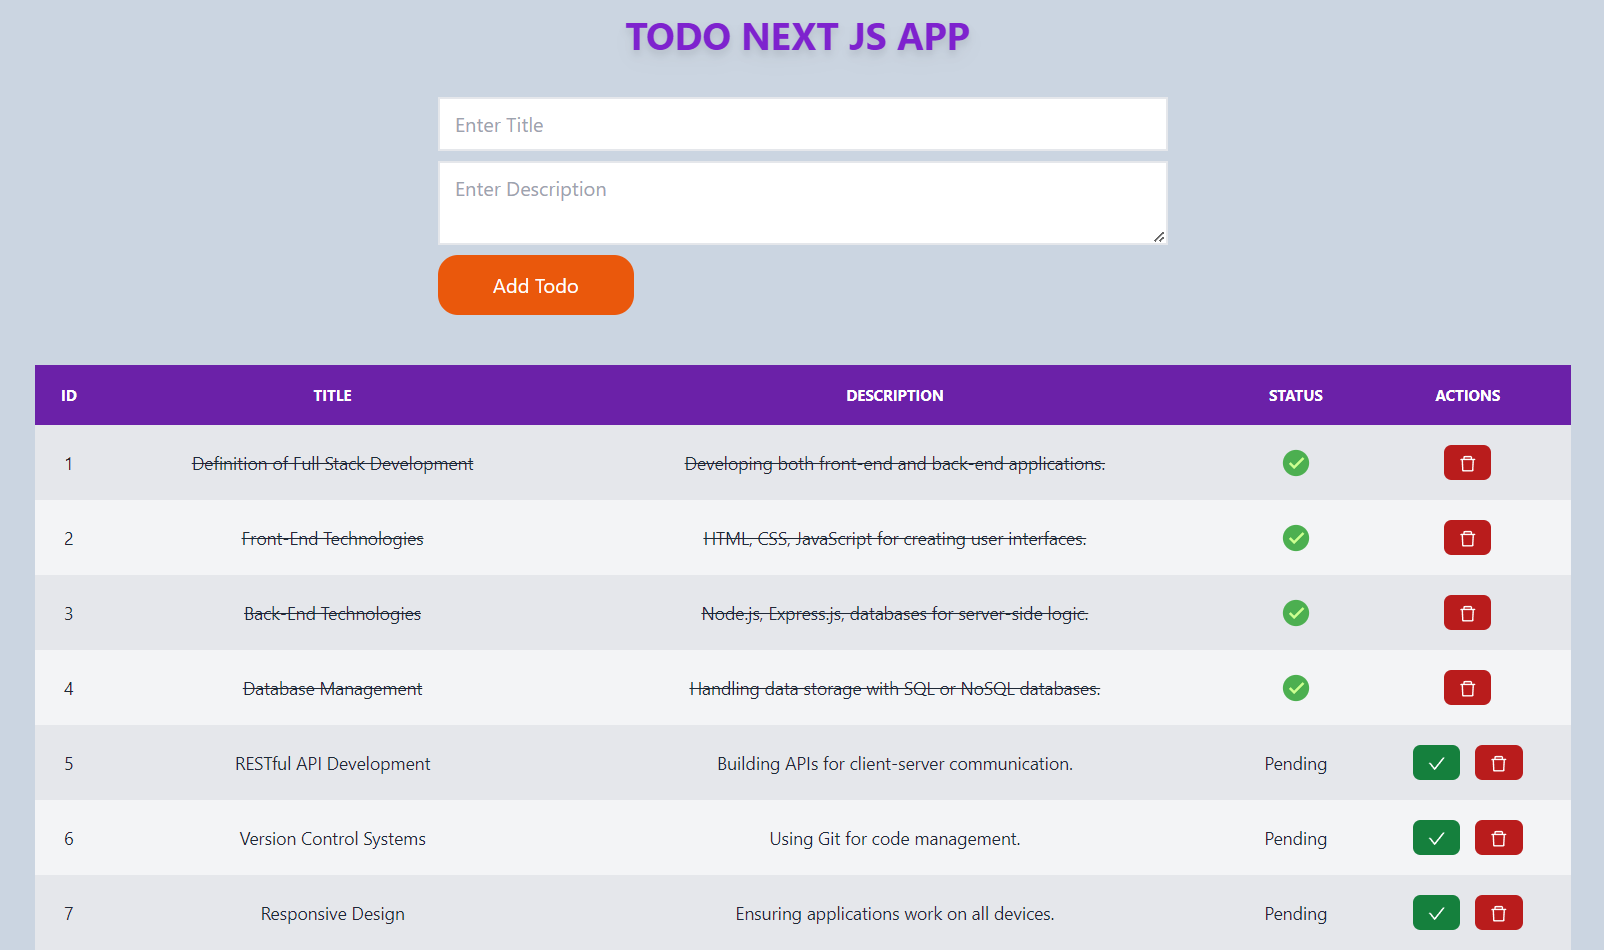 TODO NEXT JS APP
Enter Title
Enter Description
Add Todo
ID TITLE DESCRIPTION STATUS ACTIONS
1 Definition of Full Stack Development Developing both front-end and back-end applications.
2 Front-End Technologies HTML, CSS, JavaScript for creating user interfaces.
3 Back-End Technologies Node.js, Express.js, databases for server-side logic.
4 Database Management Handling data storage with SQL or NoSQL databases.
5 RESTful API Development Building APIs for client-server communication. Pending
6 Version Control Systems Using Git for code management. Pending
7 Responsive Design Ensuring applications work on all devices. Pending